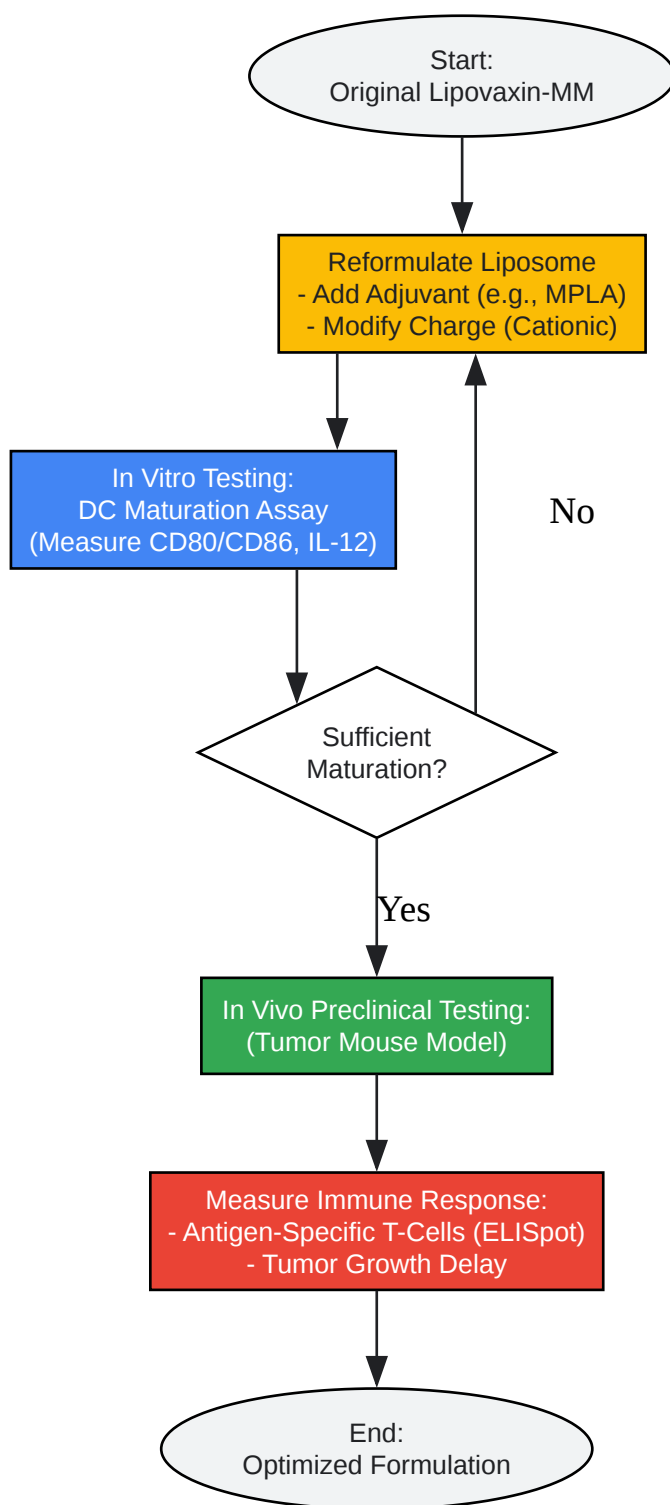 Start:
Original Lipovaxin-MM
Reformulate Liposome
- Add Adjuvant (e.g., MPLA)
- Modify Charge (Cationic)
In Vitro Testing:
DC Maturation Assay
(Measure CD80/CD86, IL-12)
No
Sufficient
Maturation?
Yes
In Vivo Preclinical Testing:
(Tumor Mouse Model)
Measure Immune Response:
- Antigen-Specific T-Cells (ELISpot)
- Tumor Growth Delay
End:
Optimized Formulation